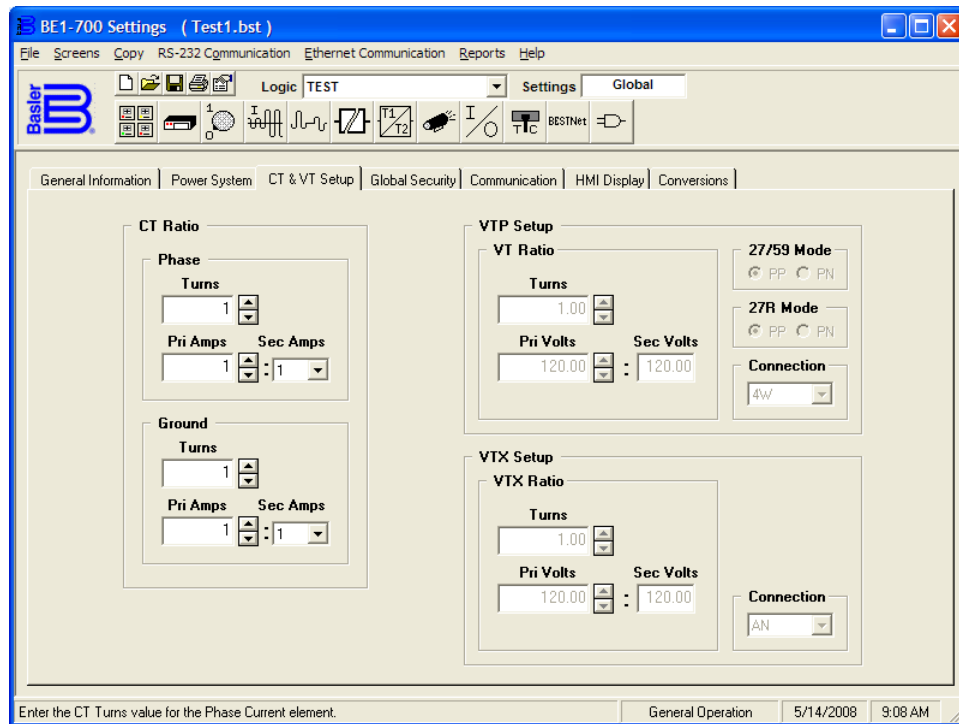 BE1-700 Settings ( Test1.bst )
File Screens Copy RS-232 Communication Ethernet Communication Reports Help
Basler
Logic TEST Settings Global
1 0 I T1 T2 I/O TTC BESTNet
General Information Power System CT & VT Setup Global Security Communication HMI Display Conversions
CT Ratio
Phase
Turns
1
Pri Amps Sec Amps
1 : 1
Ground
Turns
1
Pri Amps Sec Amps
1 : 1
VTP Setup
VT Ratio
Turns
1.00
Pri Volts Sec Volts
120.00 : 120.00
27/59 Mode
PP PN
27R Mode
PP PN
Connection
4W
VTX Setup
VTX Ratio
Turns
1.00
Pri Volts Sec Volts
120.00 : 120.00
Connection
AN
Enter the CT Turns value for the Phase Current element. General Operation 5/14/2008 9:08 AM